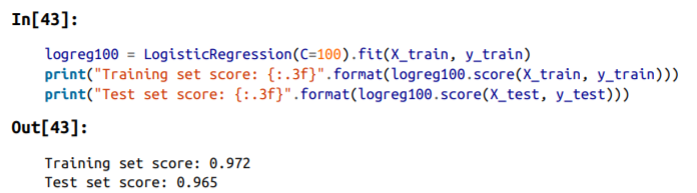 In[43]:
logreg100 = LogisticRegression(C=100).fit(X_train, y_train)
print("Training set score: {:.3f}".format(logreg100.score(X_train, y_train)))
print("Test set score: {:.3f}".format(logreg100.score(X_test, y_test)))
Out[43]:
Training set score: 0.972
Test set score: 0.965